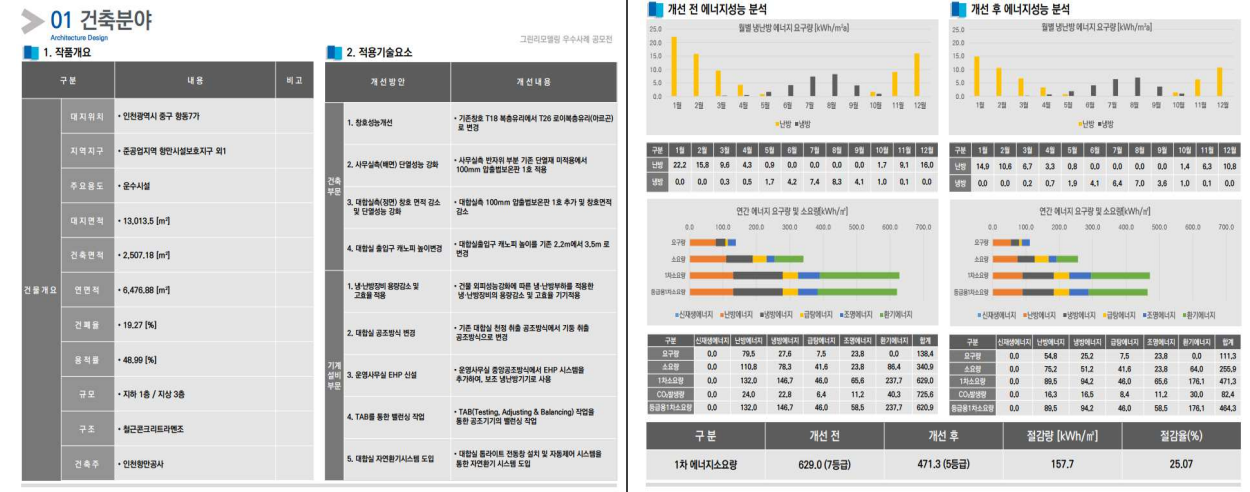 01 건축분야
Architecture Design
그린리모델링 우수사례 공모전
1. 작품개요
구 분 내 용 비 고
건물개요
대지위치 • 인천광역시 중구 항동7가
지역지구 • 준공업지역 항만시설보호지구 외1
주요용도 • 운수시설
대지면적 • 13,013.5 [m²]
건축면적 • 2,507.18 [m²]
연면적 • 6,476.88 [m²]
건폐율 • 19.27 [%]
용적률 • 48.99 [%]
규모 • 지하 1층 / 지상 3층
구조 • 철근콘크리트라멘조
건축주 • 인천항만공사
2. 적용기술요소
개 선 방 안 개 선 내 용
건축
부문
1. 창호성능개선
• 기존창호 T18 복층유리에서 T26 로이복층유리(아르곤)
로 변경
2. 사무실측(배면) 단열성능 강화
• 사무실측 반자위 부분 기존 단열재 미적용에서
100mm 압출법보온판 1호 적용
3. 대합실측(정면) 창호 면적 감소
및 단열성능 강화
• 대합실측 100mm 압출법보온판 1호 추가 및 창호면적
감소
4. 대합실 출입구 캐노피 높이변경
• 대합실출입구 캐노피 높이를 기존 2.2m에서 3.5m 로
변경
기계
설비
부문
1. 냉·난방장비 용량감소 및
고효율 적용
• 건물 외피성능강화에 따른 냉·난방부하를 적용한
냉·난방장비의 용량감소 및 고효율 기기적용
2. 대합실 공조방식 변경
• 기존 대합실 천정 취출 공조방식에서 기둥 취출
공조방식으로 변경
3. 운영사무실 EHP 신설
• 운영사무실 중앙공조방식에서 EHP 시스템을
추가하여, 보조 냉난방기기로 사용
4. TAB를 통한 밸런싱 작업
• TAB(Testing, Adjusting & Balancing) 작업을
통한 공조기기의 밸런싱 작업
5. 대합실 자연환기시스템 도입
• 대합실 톱라이트 전동창 설치 및 자동제어 시스템을
통한 자연환기 시스템 도입
개선 전 에너지성능 분석
월별 냉난방 에너지 요구량 [kWh/m²a]
25.0
20.0
15.0
10.0
5.0
0.0
1월 2월 3월 4월 5월 6월 7월 8월 9월 10월 11월 12월
난방 냉방
구분 1월 2월 3월 4월 5월 6월 7월 8월 9월 10월 11월 12월
난방 22.2 15.8 9.6 4.3 0.9 0.0 0.0 0.0 0.0 1.7 9.1 16.0
냉방 0.0 0.0 0.3 0.5 1.7 4.2 7.4 8.3 4.1 1.0 0.1 0.0
연간 에너지 요구량 및 소요량[kWh/㎡]
0.0 100.0 200.0 300.0 400.0 500.0 600.0 700.0
요구량
소요량
1차소요량
등급용1차소요량
신재생에너지 난방에너지 냉방에너지 급탕에너지 조명에너지 환기에너지
구분 신재생에너지 난방에너지 냉방에너지 급탕에너지 조명에너지 환기에너지 합계
요구량 0.0 79.5 27.6 7.5 23.8 0.0 138.4
소요량 0.0 110.8 78.3 41.6 23.8 86.4 340.9
1차소요량 0.0 132.0 146.7 46.0 65.6 237.7 629.0
CO₂발생량 0.0 24.0 22.8 6.4 11.2 40.3 725.6
등급용1차소요량 0.0 132.0 146.7 46.0 58.5 237.7 620.9
개선 후 에너지성능 분석
월별 냉난방 에너지 요구량 [kWh/m²a]
25.0
20.0
15.0
10.0
5.0
0.0
1월 2월 3월 4월 5월 6월 7월 8월 9월 10월 11월 12월
난방 냉방
구분 1월 2월 3월 4월 5월 6월 7월 8월 9월 10월 11월 12월
난방 14.9 10.6 6.7 3.3 0.8 0.0 0.0 0.0 0.0 1.4 6.3 10.8
냉방 0.0 0.0 0.2 0.7 1.9 4.1 6.4 7.0 3.6 1.0 0.1 0.0
연간 에너지 요구량 및 소요량[kWh/㎡]
0.0 100.0 200.0 300.0 400.0 500.0 600.0 700.0
요구량
소요량
1차소요량
등급용1차소요량
신재생에너지 난방에너지 냉방에너지 급탕에너지 조명에너지 환기에너지
구분 신재생에너지 난방에너지 냉방에너지 급탕에너지 조명에너지 환기에너지 합계
요구량 0.0 54.8 25.2 7.5 23.8 0.0 111.3
소요량 0.0 75.2 51.2 41.6 23.8 64.0 255.9
1차소요량 0.0 89.5 94.2 46.0 65.6 176.1 471.3
CO₂발생량 0.0 16.3 16.5 8.4 11.2 30.0 82.4
등급용1차소요량 0.0 89.5 94.2 46.0 58.5 176.1 464.3
구 분 개선 전 개선 후 절감량 [kWh/㎡] 절감율(%)
1차 에너지소요량 629.0 (7등급) 471.3 (5등급) 157.7 25.07